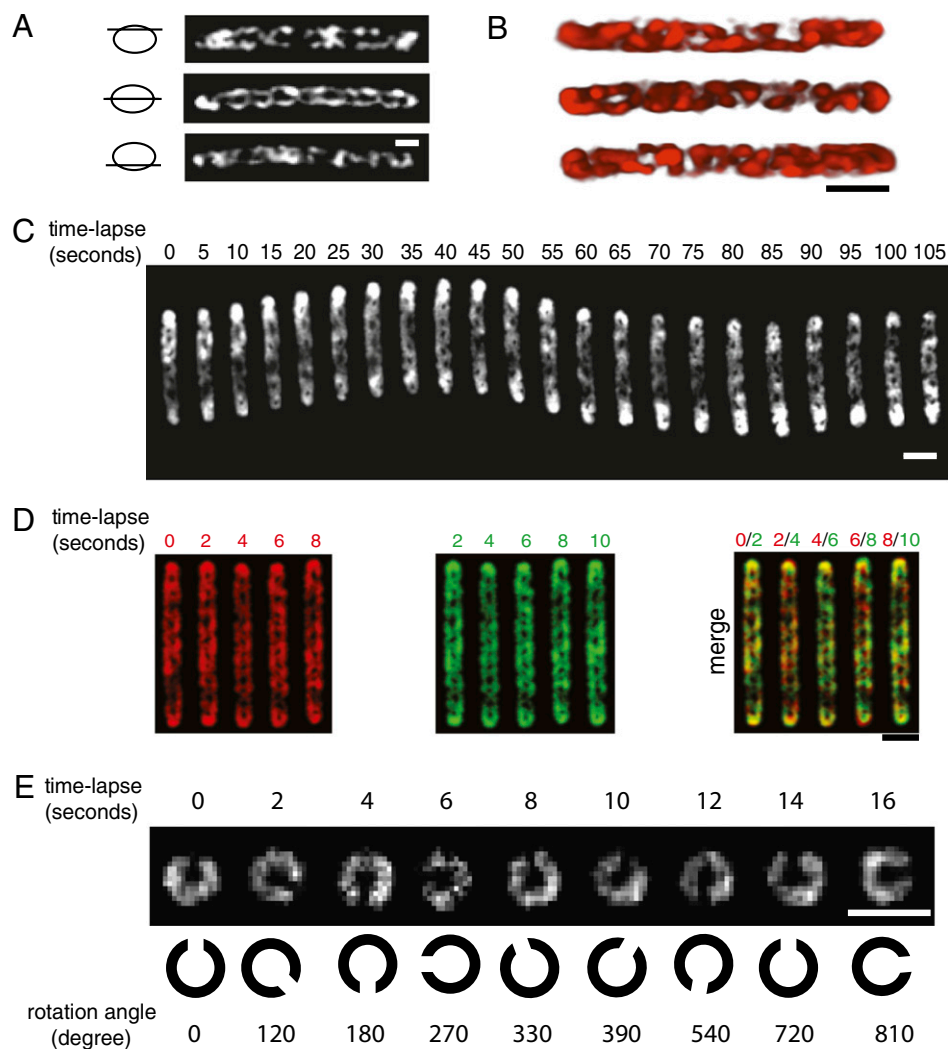 A
B
C
time-lapse
(seconds)
0 5 10 15 20 25 30 35 40 45 50 55 60 65 70 75 80 85 90 95 100 105
D
time-lapse
(seconds)
0 2 4 6 8
2 4 6 8 10
0/2 2/4 4/6 6/8 8/10
merge
E
time-lapse
(seconds)
0 2 4 6 8 10 12 14 16
rotation angle
(degree)
0 120 180 270 330 390 540 720 810